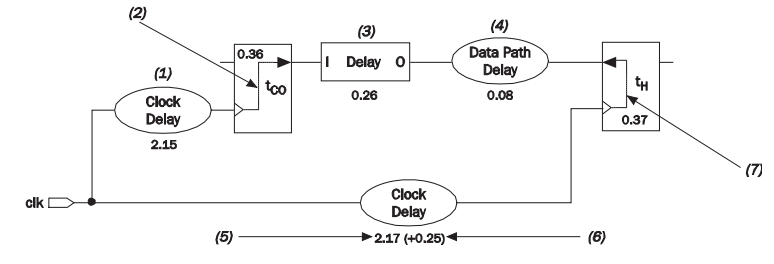 (2)
(3)
(4)
0.36
(1)
tCO
I Delay O
Data Path
Delay
tH
Clock
Delay
0.26
0.08
0.37
2.15
(7)
clk
Clock
Delay
(5)
2.17 (+0.25)
(6)